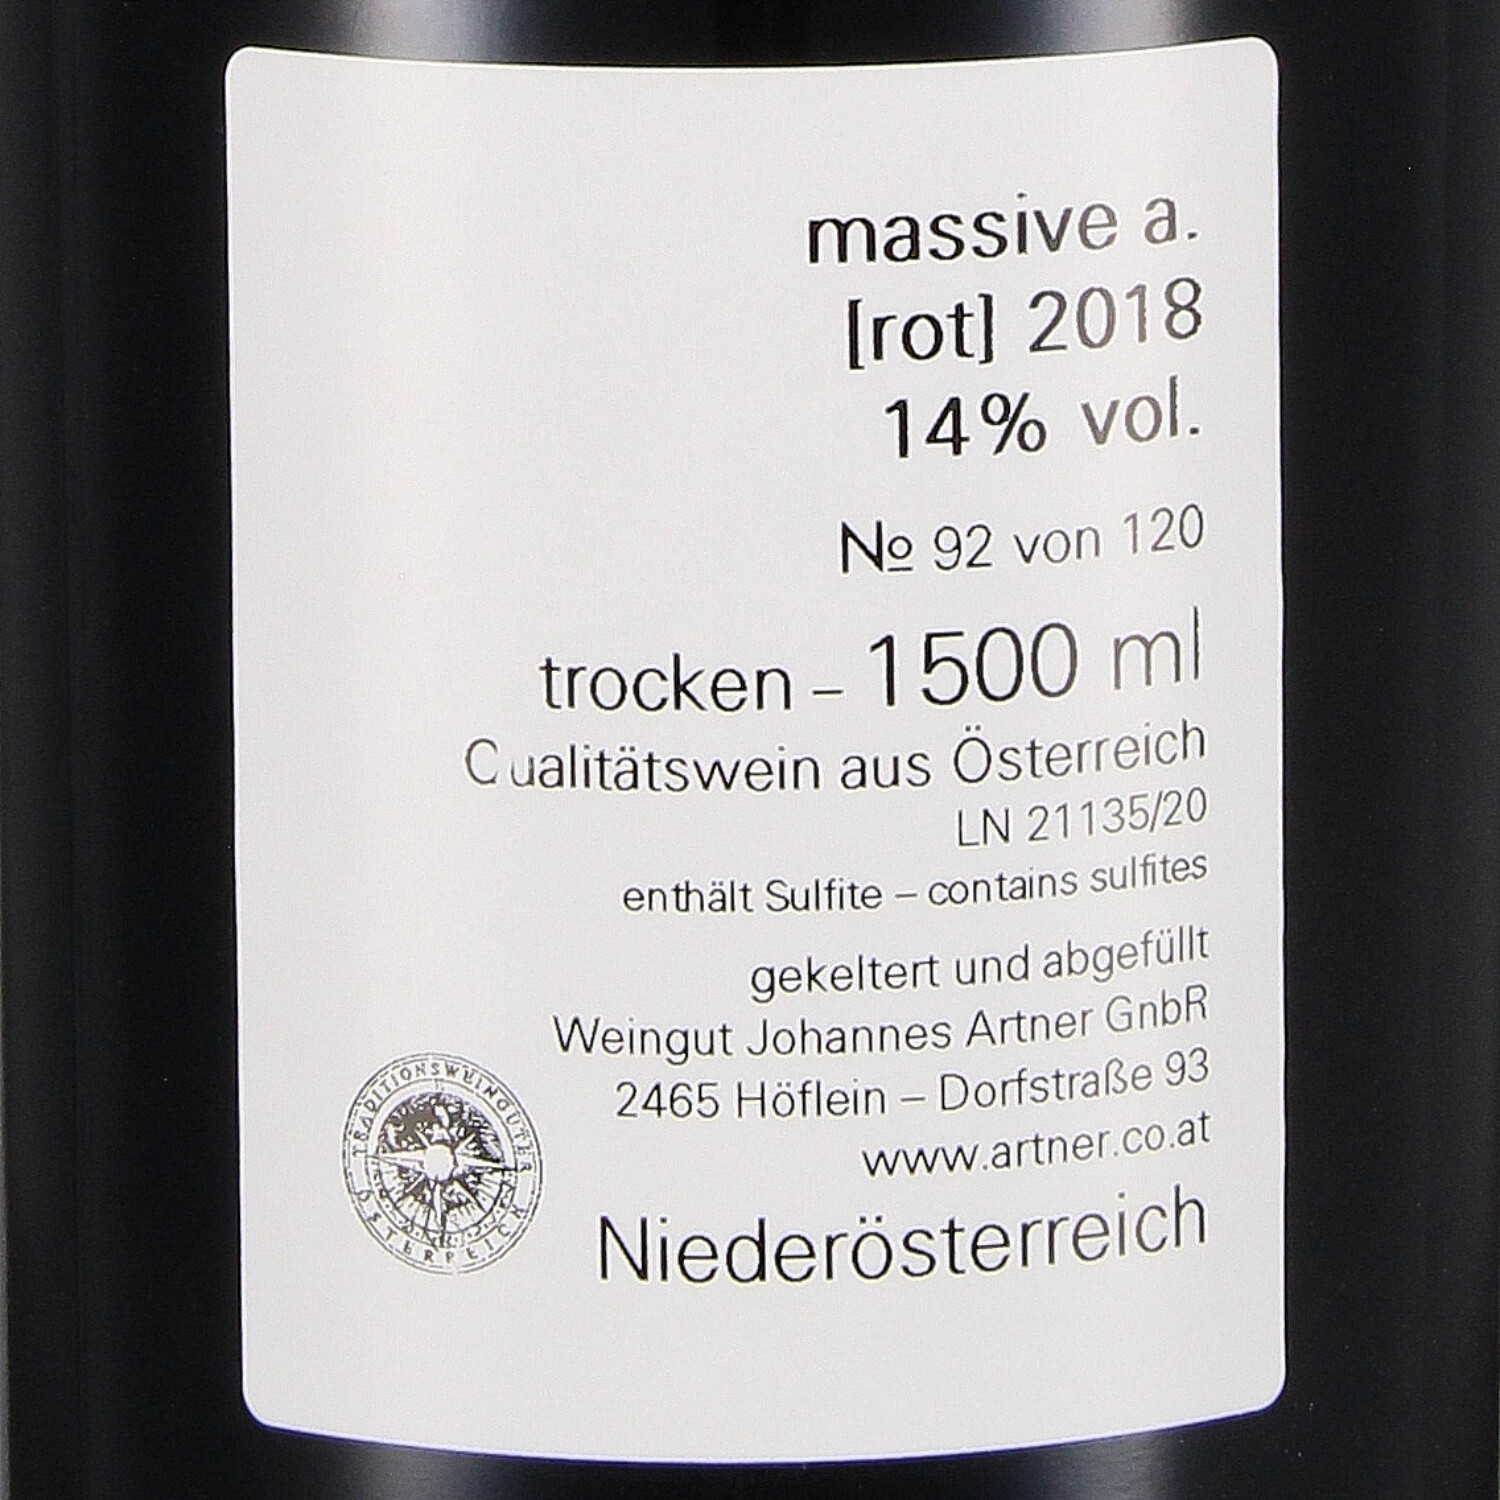 massive a.
[rot] 2018
14% vol.
№ 92 von 120
trocken – 1500 ml
Qualitätswein aus Österreich
LN 21135/20
enthält Sulfite – contains sulfites
gekeltert und abgefüllt
Weingut Johannes Artner GnbR
2465 Höflein – Dorfstraße 93
www.artner.co.at
TRADITIONSWEINGÜTER
ÖSTERREICH
Niederösterreich